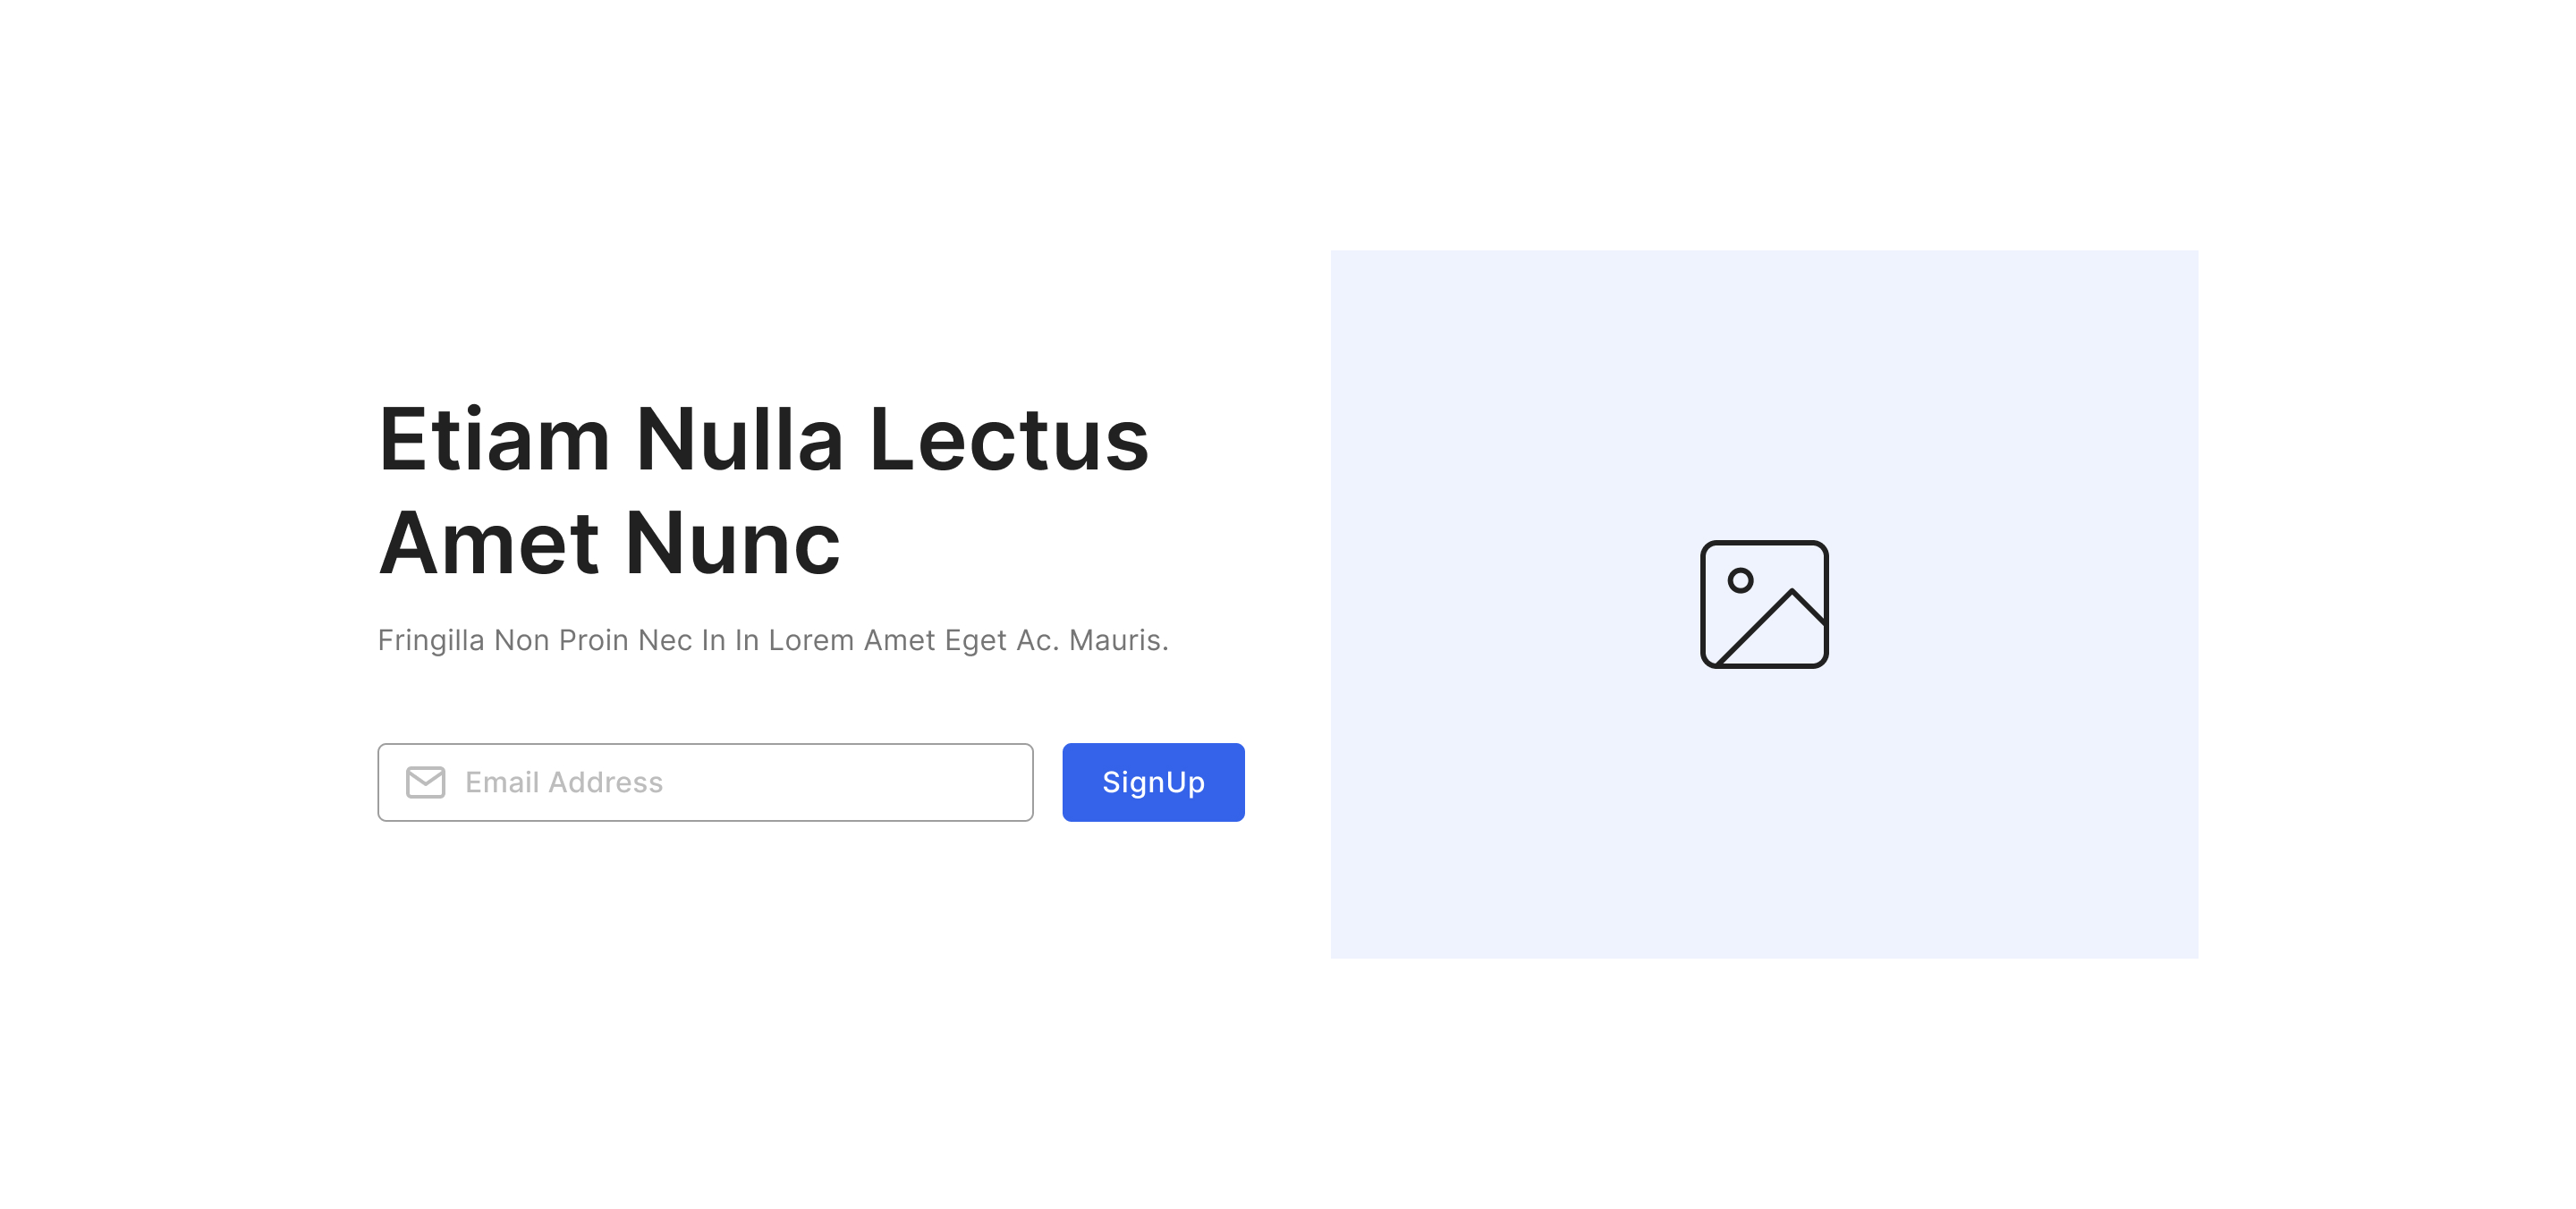 Etiam Nulla Lectus
Amet Nunc
Fringilla Non Proin Nec In In Lorem Amet Eget Ac. Mauris.
Email Address
SignUp